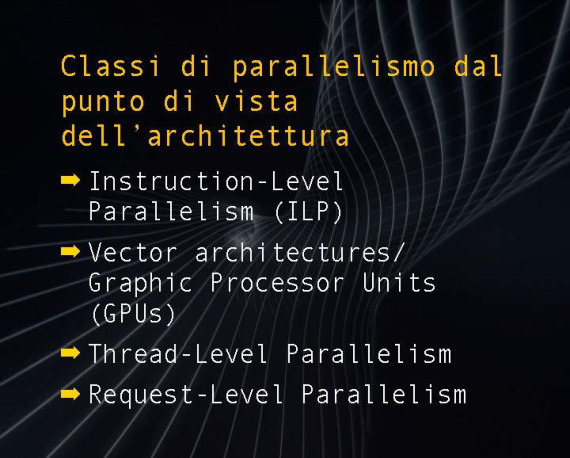 Classi di parallelismo dal
punto di vista
dell’architettura
➡ Instruction-Level
Parallelism (ILP)
➡ Vector architectures/
Graphic Processor Units
(GPUs)
➡ Thread-Level Parallelism
➡ Request-Level Parallelism